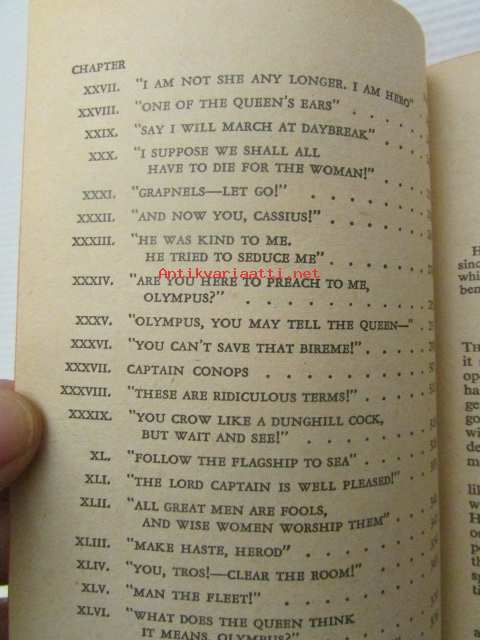 CHAPTER
XXVII. "I AM NOT SHE ANY LONGER. I AM HERO"
XXVIII. "ONE OF THE QUEEN'S EARS" . . . .
XXIX. "SAY I WILL MARCH AT DAYBREAK" . . .
XXX. "I SUPPOSE WE SHALL ALL
HAVE TO DIE FOR THE WOMAN!" . . . .
XXXI. "GRAPNELS—LET GO!" . . . . . .
XXXII. "AND NOW YOU, CASSIUS!" . . . . .
XXXIII. "HE WAS KIND TO ME.
HE TRIED TO SEDUCE ME" . . . . .
Antikvariaatti.net
XXXIV. "ARE YOU HERE TO PREACH TO ME,
OLYMPUS?" . . . . . . . .
XXXV. "OLYMPUS, YOU MAY TELL THE QUEEN—" .
XXXVI. "YOU CAN'T SAVE THAT BIREME!" . . . .
XXXVII. CAPTAIN CONOPS . . . . . . . .
XXXVIII. "THESE ARE RIDICULOUS TERMS!" . . . .
XXXIX. "YOU CROW LIKE A DUNGHILL COCK,
BUT WAIT AND SEE!" . . . . . .
XL. "FOLLOW THE FLAGSHIP TO SEA" . . . .
XLI. "THE LORD CAPTAIN IS WELL PLEASED!" . .
XLII. "ALL GREAT MEN ARE FOOLS,
AND WISE WOMEN WORSHIP THEM" . . .
XLIII. "MAKE HASTE, HEROD" . . . . . .
XLIV. "YOU, TROS!—CLEAR THE ROOM!" . . . .
XLV. "MAN THE FLEET!" . . . . . . .
XLVI. "WHAT DOES THE QUEEN THINK
IT MEANS, OLYMPUS?" . . . . . .